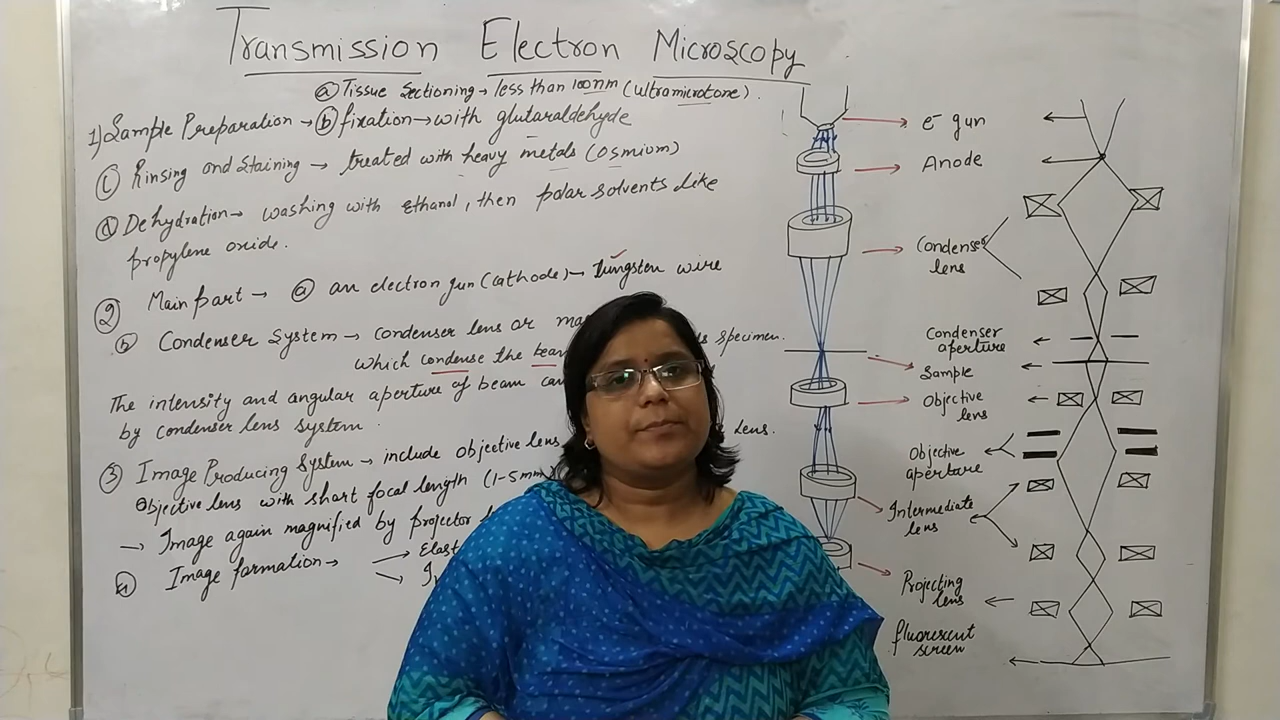 Transmission Electron Microscopy
ⓐ Tissue Sectioning → less than 100nm (ultramicrotone).
1) Sample Preparation → ⓑ fixation → with glutaraldehyde
ⓒ Rinsing and Staining → treated with heavy metals (osmium)
ⓓ Dehydration → washing with ethanol, then polar solvents like
propylene oxide.
② Main part → ⓐ an electron gun (cathode) → tungsten wire
ⓑ Condenser System → condenser lens or
which condense the beam specimen.
The intensity and angular aperture of beam
by condenser lens system.
③ Image Producing System → include objective lens lens.
Objective lens with short focal length (1-5mm)
→ Image again magnified by projector
④ Image formation →
e⁻ gun
Anode
Condenser
lens
Condenser
aperture
Sample
Objective
lens
Objective
aperture
Intermediate
lens
Projecting
lens
fluorescent
screen